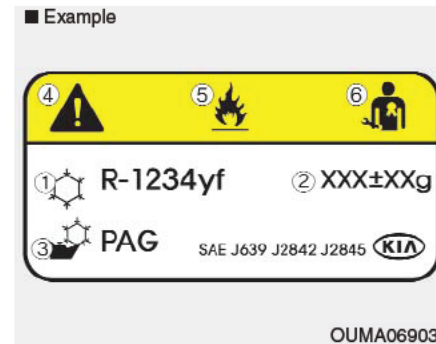 ■ Example
④ ⑤ ⑥
① R-1234yf ② XXX±XXg
③ PAG SAE J639 J2842 J2845 KIA
OUMA06903